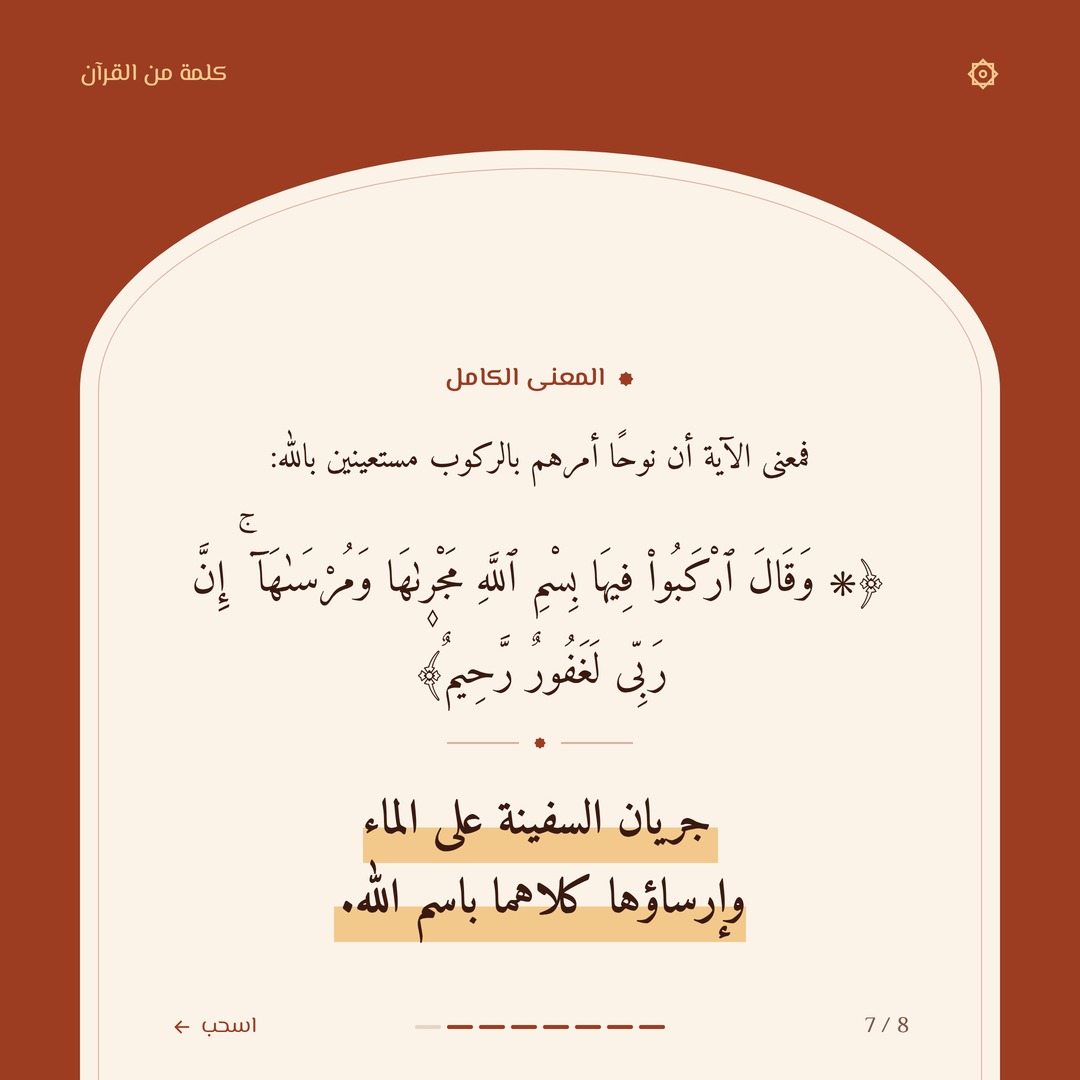 كلمة من القرآن
المعنى الكامل
فمعنى الآية أن نوحًا أمرهم بالركوب مستعينين بالله:
﴿* وَقَالَ ٱرْكَبُوا۟ فِيهَا بِسْمِ ٱللَّهِ مَجْر۪ىٰهَا وَمُرْسَىٰهَآ ۚ إِنَّ
رَبِّى لَغَفُورٌ رَّحِيمٌ﴾
جريان السفينة على الماء
وإرساؤها كلاهما باسم الله.
7 / 8
اسحب ←